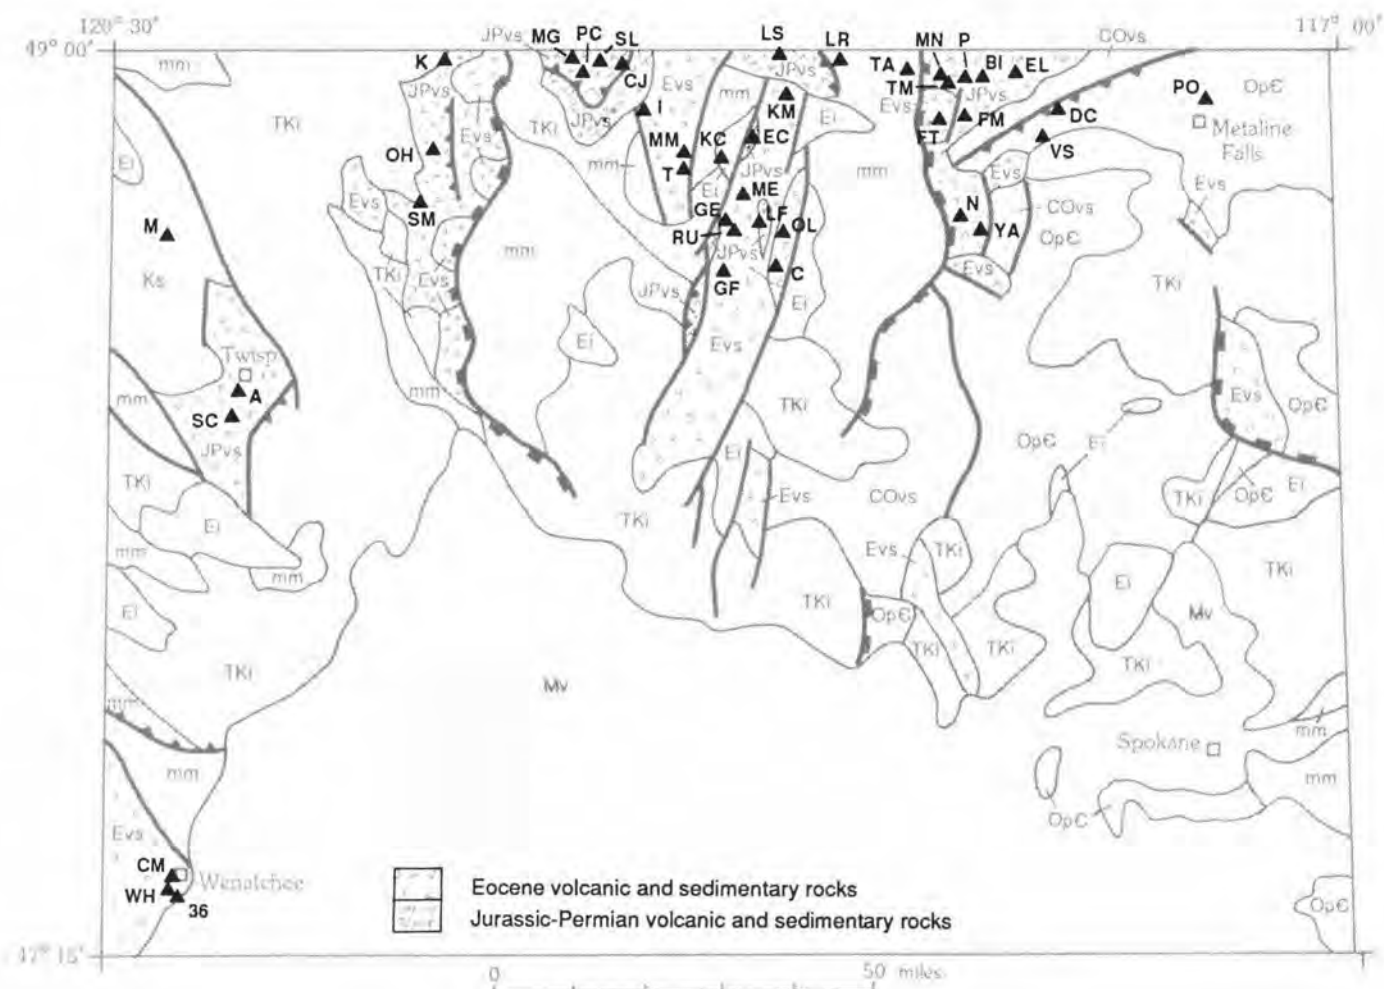 120° 30'
117° 00'
49° 00'
JPvs MG PC SL LS LR MN P COvs
mm K CJ Evs JPvs TA TM BI EL PO OpЄ
JPvs I mm KM Evs JPvs FM DC
TKi Evs TKi JPvs MM KC EC Ei FT VS Metaline
Falls
Ei OH mm T Ei JPvs mm Evs
Evs SM ME N COvs Evs
M GE LF OL YA OpЄ
mm RU JPvs
Ks TKi Evs JPvs GF C Evs TKi
Ei
Twisp Ei Evs
mm A mm TKi Evs OpЄ
SC
JPvs Ei OpЄ Ei
TKi Evs COvs TKi OpЄ Ei
Ei TKi
mm mm Evs TKi Ei TKi
Ei TKi OpЄ Mv
TKi TKi TKi TKi
Mv
mm Spokane mm
mm mm
Evs OpЄ
CM Wenatchee
WH 36
Eocene volcanic and sedimentary rocks
Jurassic-Permian volcanic and sedimentary rocks
OpЄ
47° 15'
0 50 miles